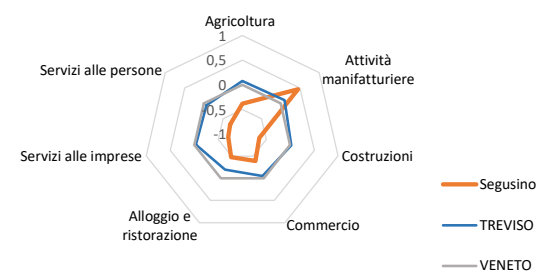 Agricoltura
1
0,5
0
0,5
-1
Attività
manifatturiere
Costruzioni
Commercio
Alloggio e
ristorazione
Servizi alle imprese
Servizi alle persone
Segusino
TREVISO
VENETO